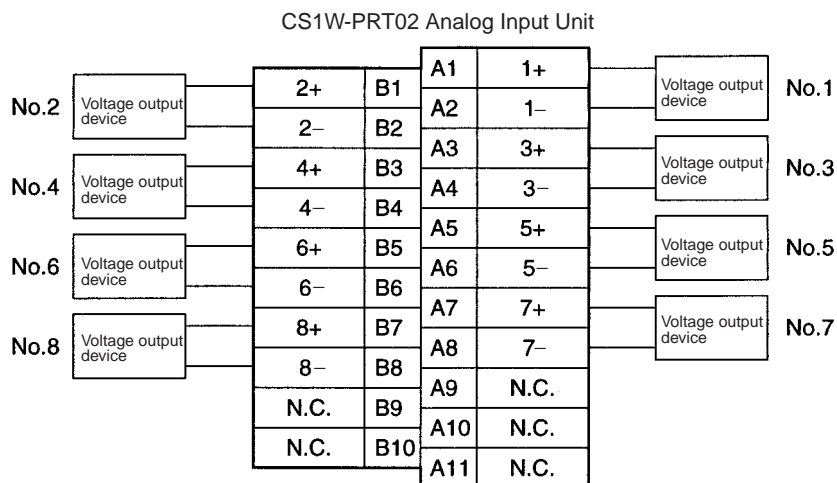 CS1W-PRT02 Analog Input Unit
No.2
Voltage output
device
No.4
Voltage output
device
No.6
Voltage output
device
No.8
Voltage output
device
2+ B1
2− B2
4+ B3
4− B4
6+ B5
6− B6
8+ B7
8− B8
N.C. B9
N.C. B10
A1 1+
A2 1−
A3 3+
A4 3−
A5 5+
A6 5−
A7 7+
A8 7−
A9 N.C.
A10 N.C.
A11 N.C.
Voltage output
device
No.1
Voltage output
device
No.3
Voltage output
device
No.5
Voltage output
device
No.7